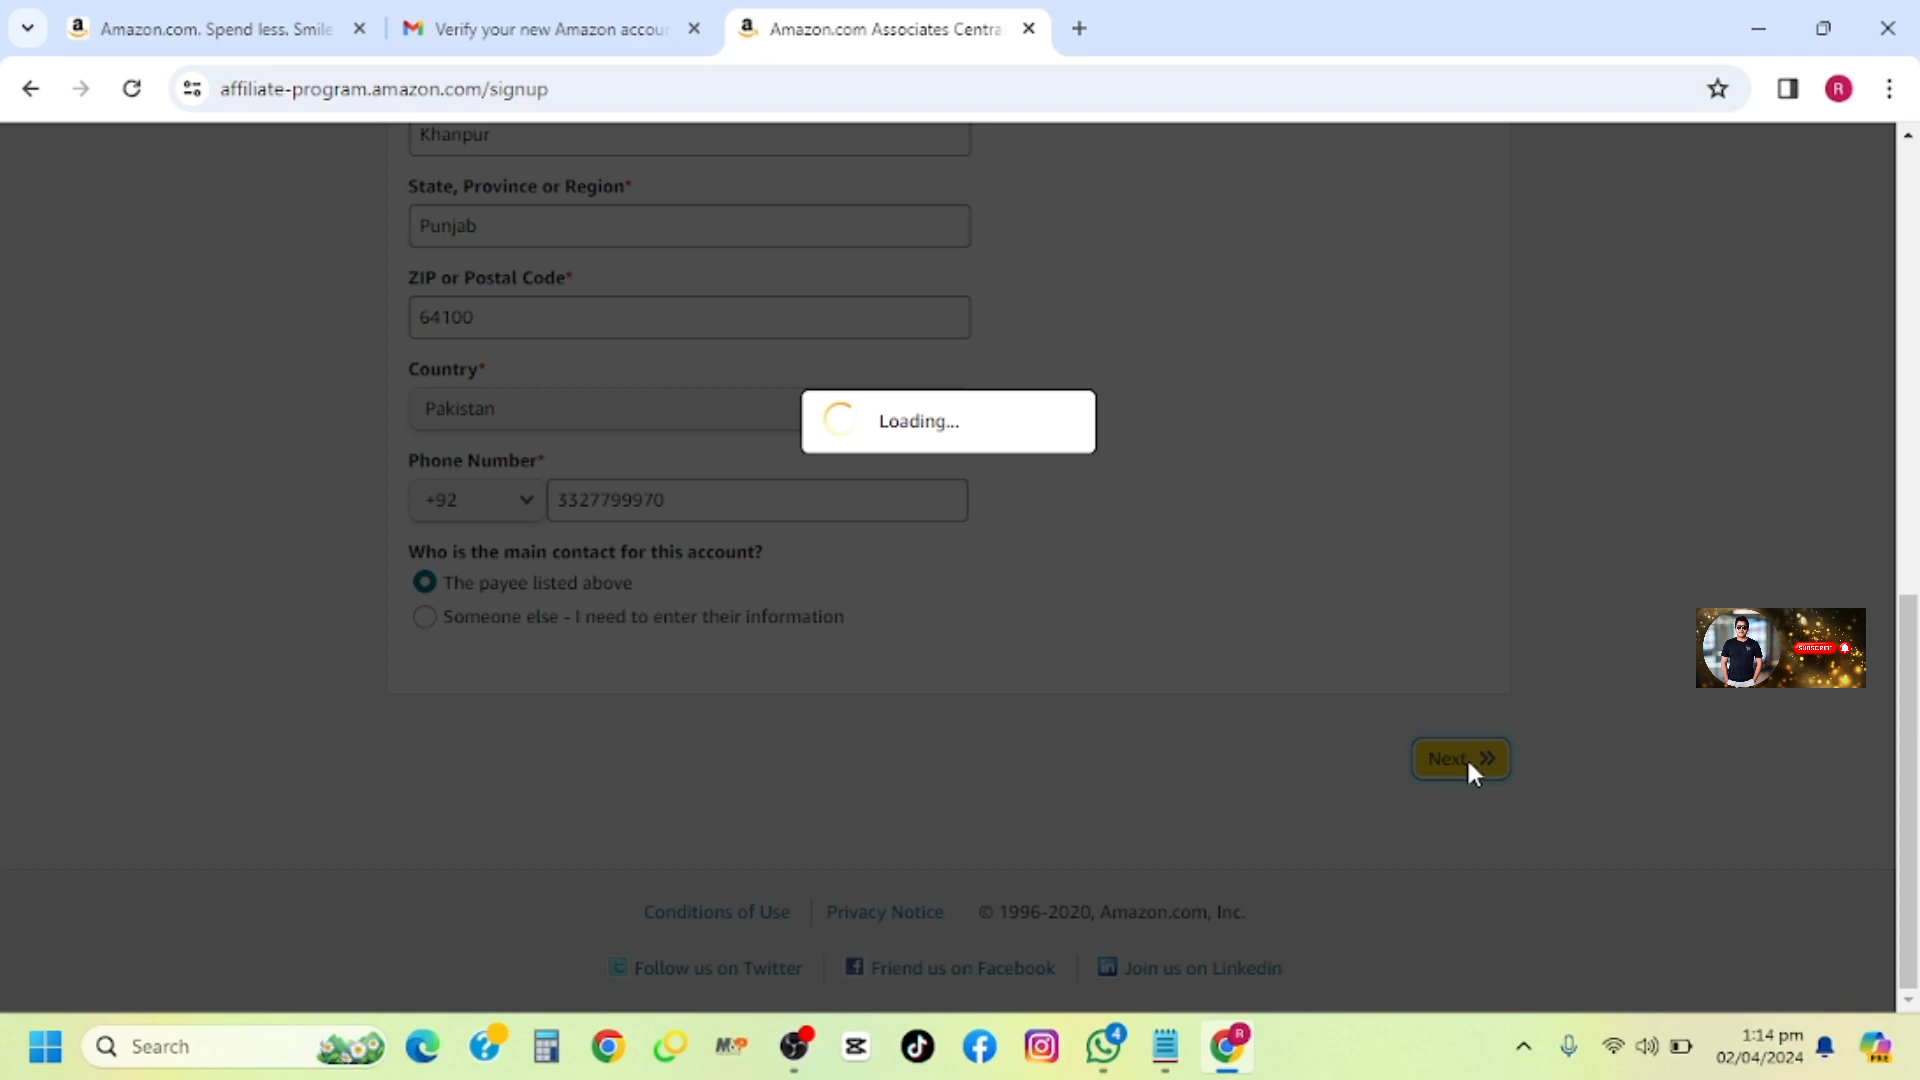 Amazon.com. Spend less. Smile
Verify your new Amazon accou
Amazon.com Associates Centra
affiliate-program.amazon.com/signup
R
Khanpur
State, Province or Region*
Punjab
ZIP or Postal Code*
64100
Country*
Pakistan
Loading...
Phone Number*
+92
3327799970
Who is the main contact for this account?
The payee listed above
Someone else - I need to enter their information
SUBSCRIBE
Next
Conditions of Use
Privacy Notice
© 1996-2020, Amazon.com, Inc.
Follow us on Twitter
Friend us on Facebook
Join us on Linkedin
Search
4
R
1:14 pm
02/04/2024
PRE